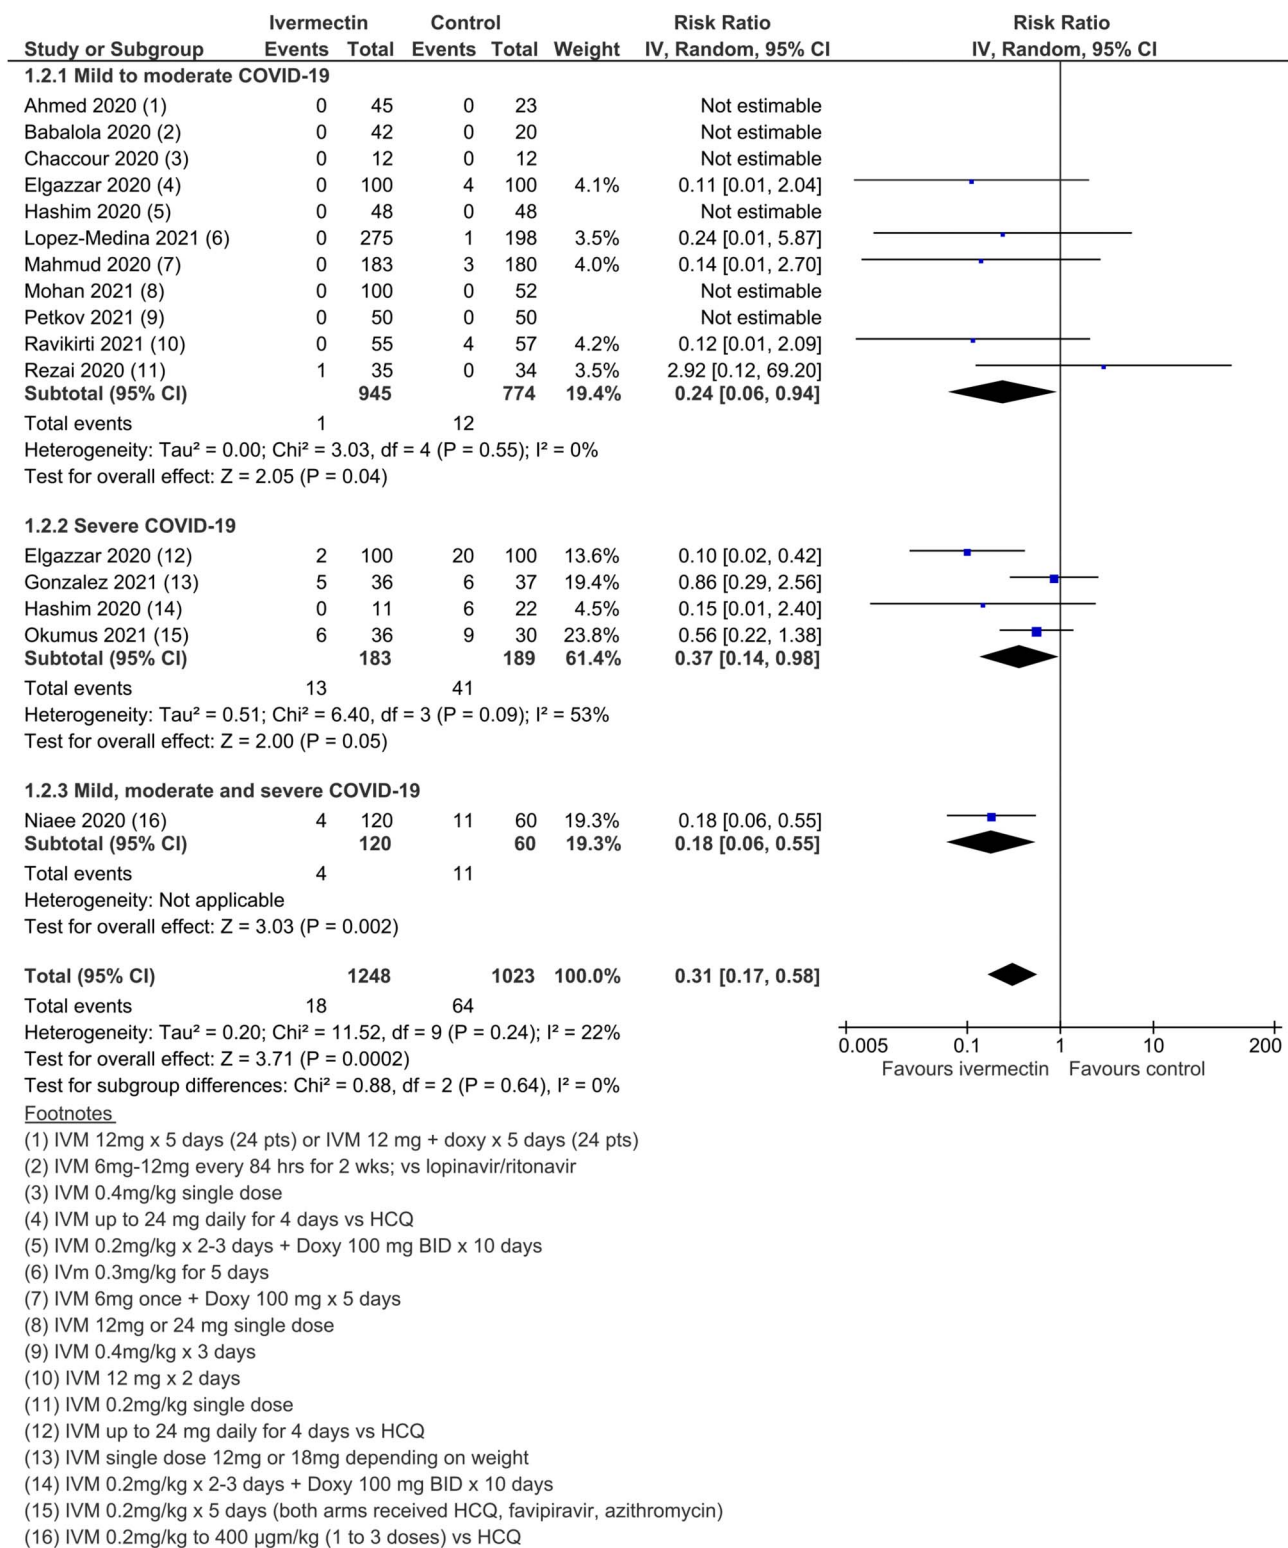 Ivermectin Control Risk Ratio Risk Ratio
Study or Subgroup Events Total Events Total Weight IV, Random, 95% CI IV, Random, 95% CI
1.2.1 Mild to moderate COVID-19
Ahmed 2020 (1) 0 45 0 23 Not estimable
Babalola 2020 (2) 0 42 0 20 Not estimable
Chaccour 2020 (3) 0 12 0 12 Not estimable
Elgazzar 2020 (4) 0 100 4 100 4.1% 0.11 [0.01, 2.04]
Hashim 2020 (5) 0 48 0 48 Not estimable
Lopez-Medina 2021 (6) 0 275 1 198 3.5% 0.24 [0.01, 5.87]
Mahmud 2020 (7) 0 183 3 180 4.0% 0.14 [0.01, 2.70]
Mohan 2021 (8) 0 100 0 52 Not estimable
Petkov 2021 (9) 0 50 0 50 Not estimable
Ravikirti 2021 (10) 0 55 4 57 4.2% 0.12 [0.01, 2.09]
Rezai 2020 (11) 1 35 0 34 3.5% 2.92 [0.12, 69.20]
Subtotal (95% CI) 945 774 19.4% 0.24 [0.06, 0.94]
Total events 1 12
Heterogeneity: Tau² = 0.00; Chi² = 3.03, df = 4 (P = 0.55); I² = 0%
Test for overall effect: Z = 2.05 (P = 0.04)
1.2.2 Severe COVID-19
Elgazzar 2020 (12) 2 100 20 100 13.6% 0.10 [0.02, 0.42]
Gonzalez 2021 (13) 5 36 6 37 19.4% 0.86 [0.29, 2.56]
Hashim 2020 (14) 0 11 6 22 4.5% 0.15 [0.01, 2.40]
Okumus 2021 (15) 6 36 9 30 23.8% 0.56 [0.22, 1.38]
Subtotal (95% CI) 183 189 61.4% 0.37 [0.14, 0.98]
Total events 13 41
Heterogeneity: Tau² = 0.51; Chi² = 6.40, df = 3 (P = 0.09); I² = 53%
Test for overall effect: Z = 2.00 (P = 0.05)
1.2.3 Mild, moderate and severe COVID-19
Niaee 2020 (16) 4 120 11 60 19.3% 0.18 [0.06, 0.55]
Subtotal (95% CI) 120 60 19.3% 0.18 [0.06, 0.55]
Total events 4 11
Heterogeneity: Not applicable
Test for overall effect: Z = 3.03 (P = 0.002)
Total (95% CI) 1248 1023 100.0% 0.31 [0.17, 0.58]
Total events 18 64
Heterogeneity: Tau² = 0.20; Chi² = 11.52, df = 9 (P = 0.24); I² = 22%
Test for overall effect: Z = 3.71 (P = 0.0002)
Test for subgroup differences: Chi² = 0.88, df = 2 (P = 0.64), I² = 0%
0.005 0.1 1 10 200
Favours ivermectin Favours control
Footnotes
(1) IVM 12mg x 5 days (24 pts) or IVM 12 mg + doxy x 5 days (24 pts)
(2) IVM 6mg-12mg every 84 hrs for 2 wks; vs lopinavir/ritonavir
(3) IVM 0.4mg/kg single dose
(4) IVM up to 24 mg daily for 4 days vs HCQ
(5) IVM 0.2mg/kg x 2-3 days + Doxy 100 mg BID x 10 days
(6) IVm 0.3mg/kg for 5 days
(7) IVM 6mg once + Doxy 100 mg x 5 days
(8) IVM 12mg or 24 mg single dose
(9) IVM 0.4mg/kg x 3 days
(10) IVM 12 mg x 2 days
(11) IVM 0.2mg/kg single dose
(12) IVM up to 24 mg daily for 4 days vs HCQ
(13) IVM single dose 12mg or 18mg depending on weight
(14) IVM 0.2mg/kg x 2-3 days + Doxy 100 mg BID x 10 days
(15) IVM 0.2mg/kg x 5 days (both arms received HCQ, favipiravir, azithromycin)
(16) IVM 0.2mg/kg to 400 µgm/kg (1 to 3 doses) vs HCQ